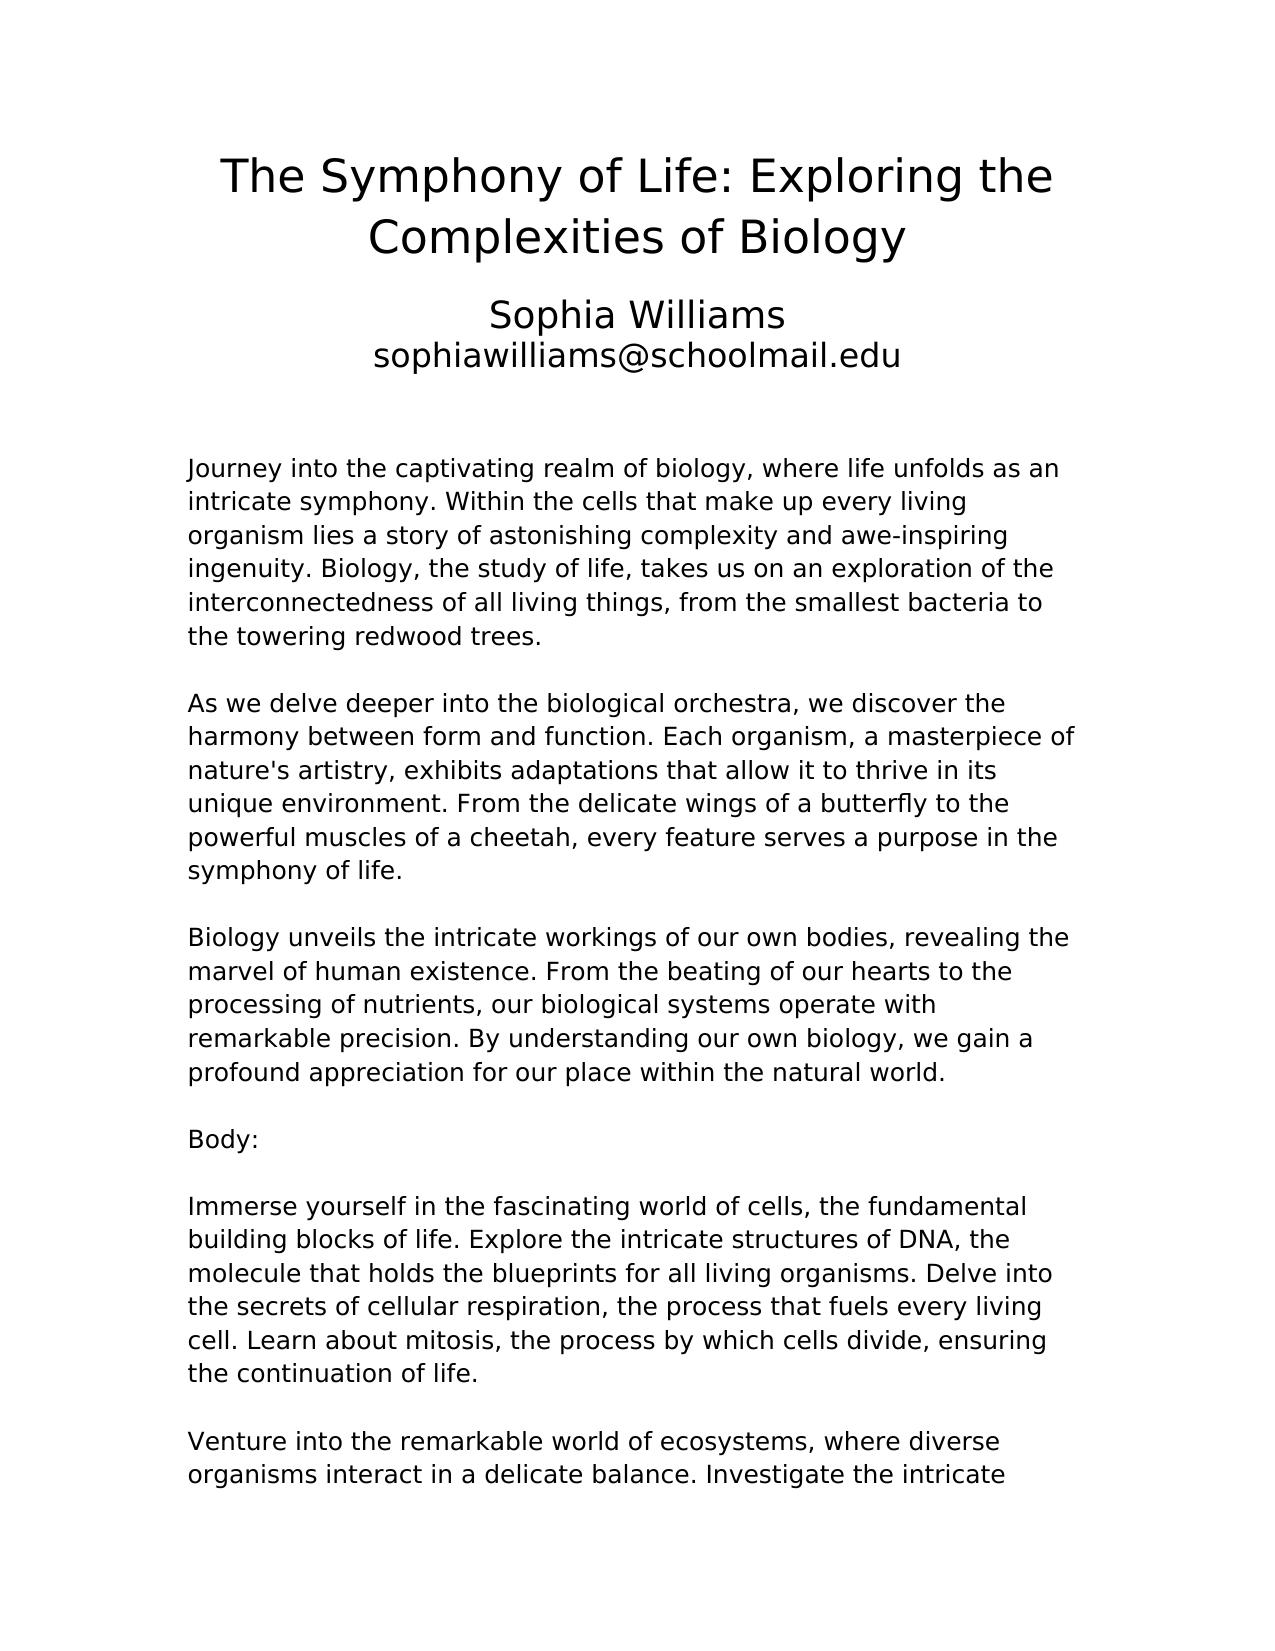 The Symphony of Life: Exploring the
Complexities of Biology
Sophia Williams
sophiawilliams@schoolmail.edu
Journey into the captivating realm of biology, where life unfolds as an
intricate symphony. Within the cells that make up every living
organism lies a story of astonishing complexity and awe-inspiring
ingenuity. Biology, the study of life, takes us on an exploration of the
interconnectedness of all living things, from the smallest bacteria to
the towering redwood trees.
As we delve deeper into the biological orchestra, we discover the
harmony between form and function. Each organism, a masterpiece of
nature's artistry, exhibits adaptations that allow it to thrive in its
unique environment. From the delicate wings of a butterfly to the
powerful muscles of a cheetah, every feature serves a purpose in the
symphony of life.
Biology unveils the intricate workings of our own bodies, revealing the
marvel of human existence. From the beating of our hearts to the
processing of nutrients, our biological systems operate with
remarkable precision. By understanding our own biology, we gain a
profound appreciation for our place within the natural world.
Body:
Immerse yourself in the fascinating world of cells, the fundamental
building blocks of life. Explore the intricate structures of DNA, the
molecule that holds the blueprints for all living organisms. Delve into
the secrets of cellular respiration, the process that fuels every living
cell. Learn about mitosis, the process by which cells divide, ensuring
the continuation of life.
Venture into the remarkable world of ecosystems, where diverse
organisms interact in a delicate balance. Investigate the intricate